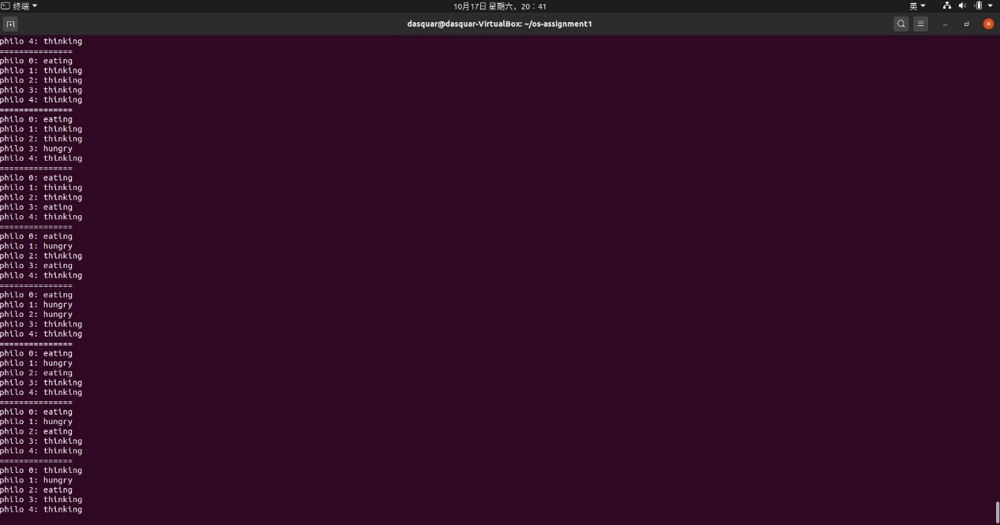 终端
10月17日 星期六，20：41
英
dasquar@dasquar-VirtualBox: ~/os-assignment1
philo 4: thinking
===============
philo 0: eating
philo 1: thinking
philo 2: thinking
philo 3: thinking
philo 4: thinking
===============
philo 0: eating
philo 1: thinking
philo 2: thinking
philo 3: hungry
philo 4: thinking
===============
philo 0: eating
philo 1: thinking
philo 2: thinking
philo 3: eating
philo 4: thinking
===============
philo 0: eating
philo 1: hungry
philo 2: thinking
philo 3: eating
philo 4: thinking
===============
philo 0: eating
philo 1: hungry
philo 2: hungry
philo 3: thinking
philo 4: thinking
===============
philo 0: eating
philo 1: hungry
philo 2: eating
philo 3: thinking
philo 4: thinking
===============
philo 0: eating
philo 1: hungry
philo 2: eating
philo 3: thinking
philo 4: thinking
===============
philo 0: thinking
philo 1: hungry
philo 2: eating
philo 3: thinking
philo 4: thinking